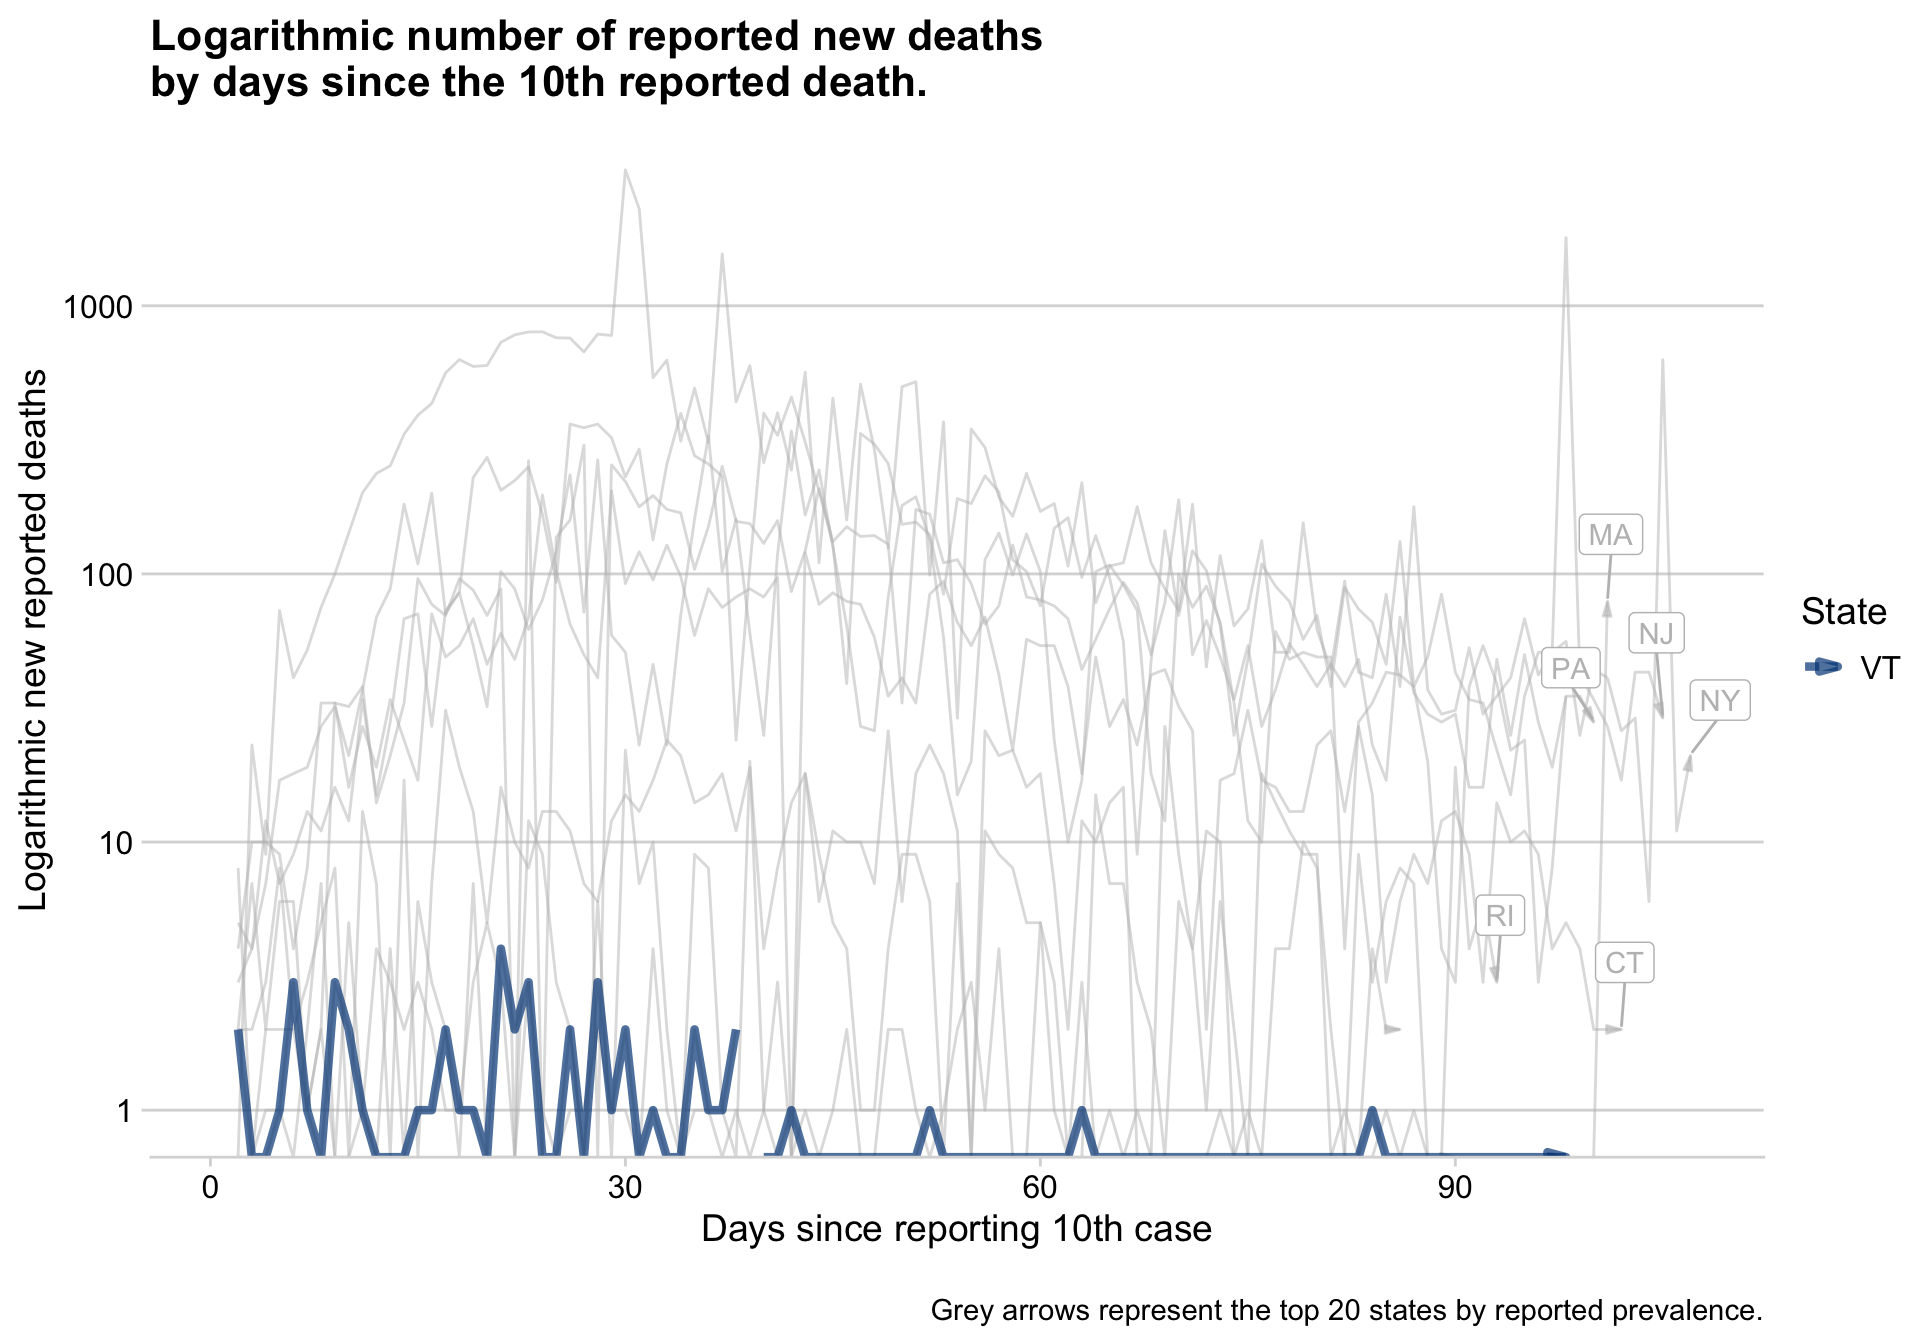 Logarithmic number of reported new deaths
by days since the 10th reported death.
Logarithmic new reported deaths
1000
100
10
1
MA
NJ
PA
NY
RI
CT
State
VT
0 30 60 90
Days since reporting 10th case
Grey arrows represent the top 20 states by reported prevalence.